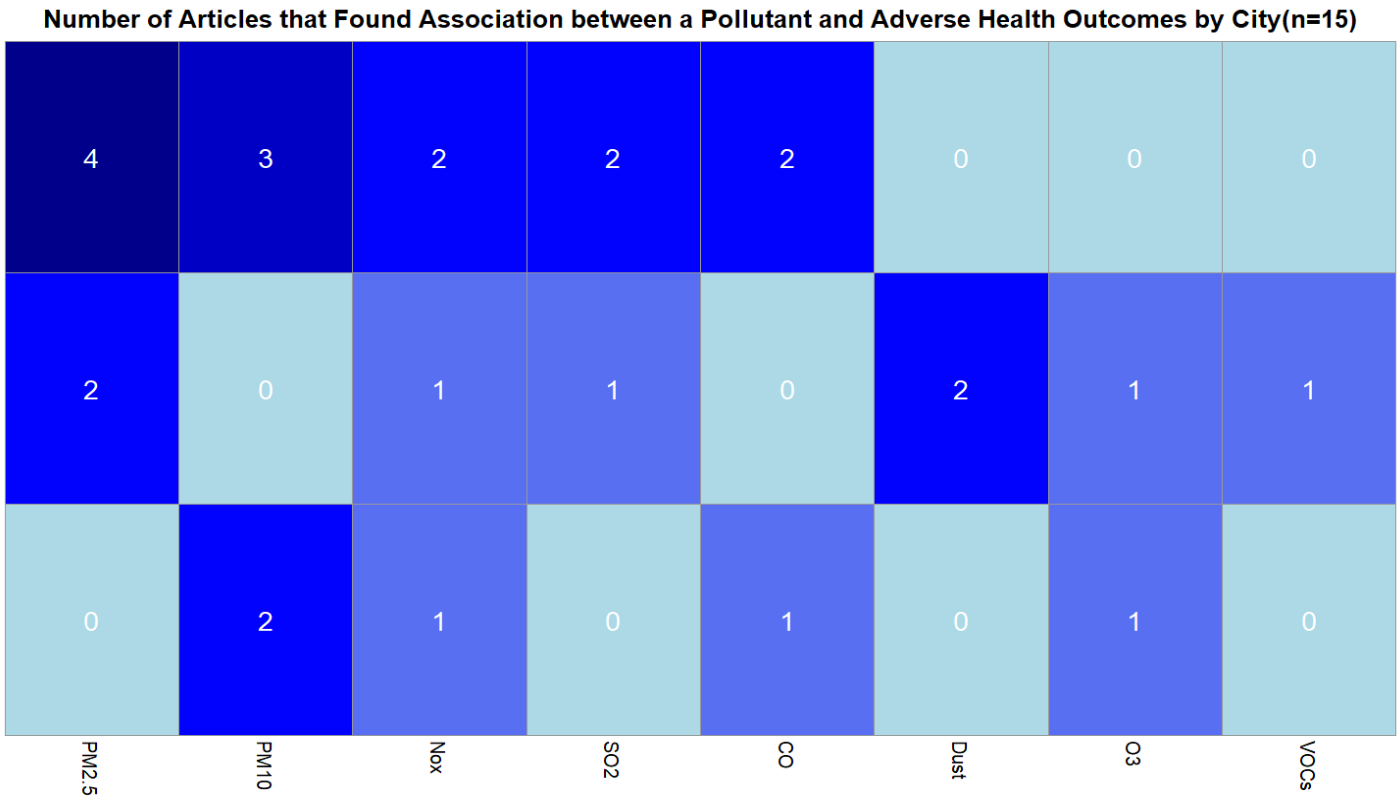 Number of Articles that Found Association between a Pollutant and Adverse Health Outcomes by City(n=15)
4 3 2 2 2 0 0 0
2 0 1 1 0 2 1 1
0 2 1 0 1 0 1 0
PM2.5 PM10 Nox SO2 CO Dust O3 VOCs